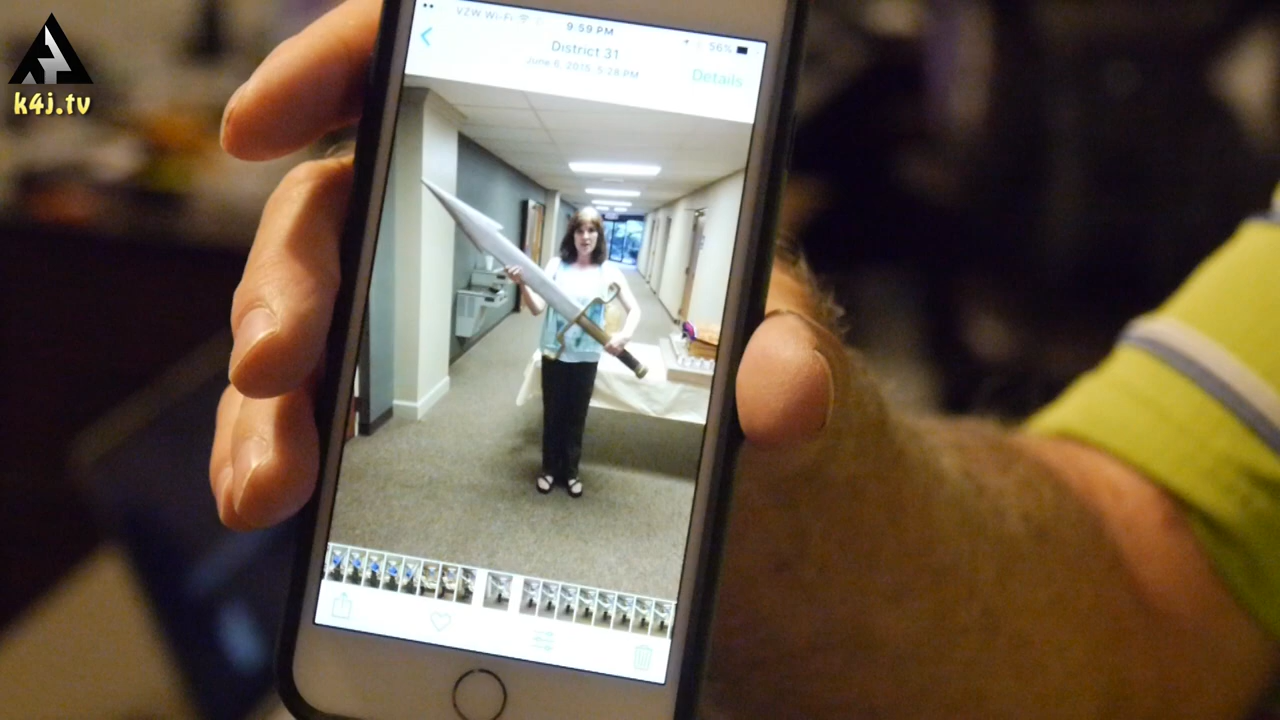 k4j.tv
VZW Wi-Fi
9:59 PM
56%
District 31
June 6, 2015, 5:28 PM
Details